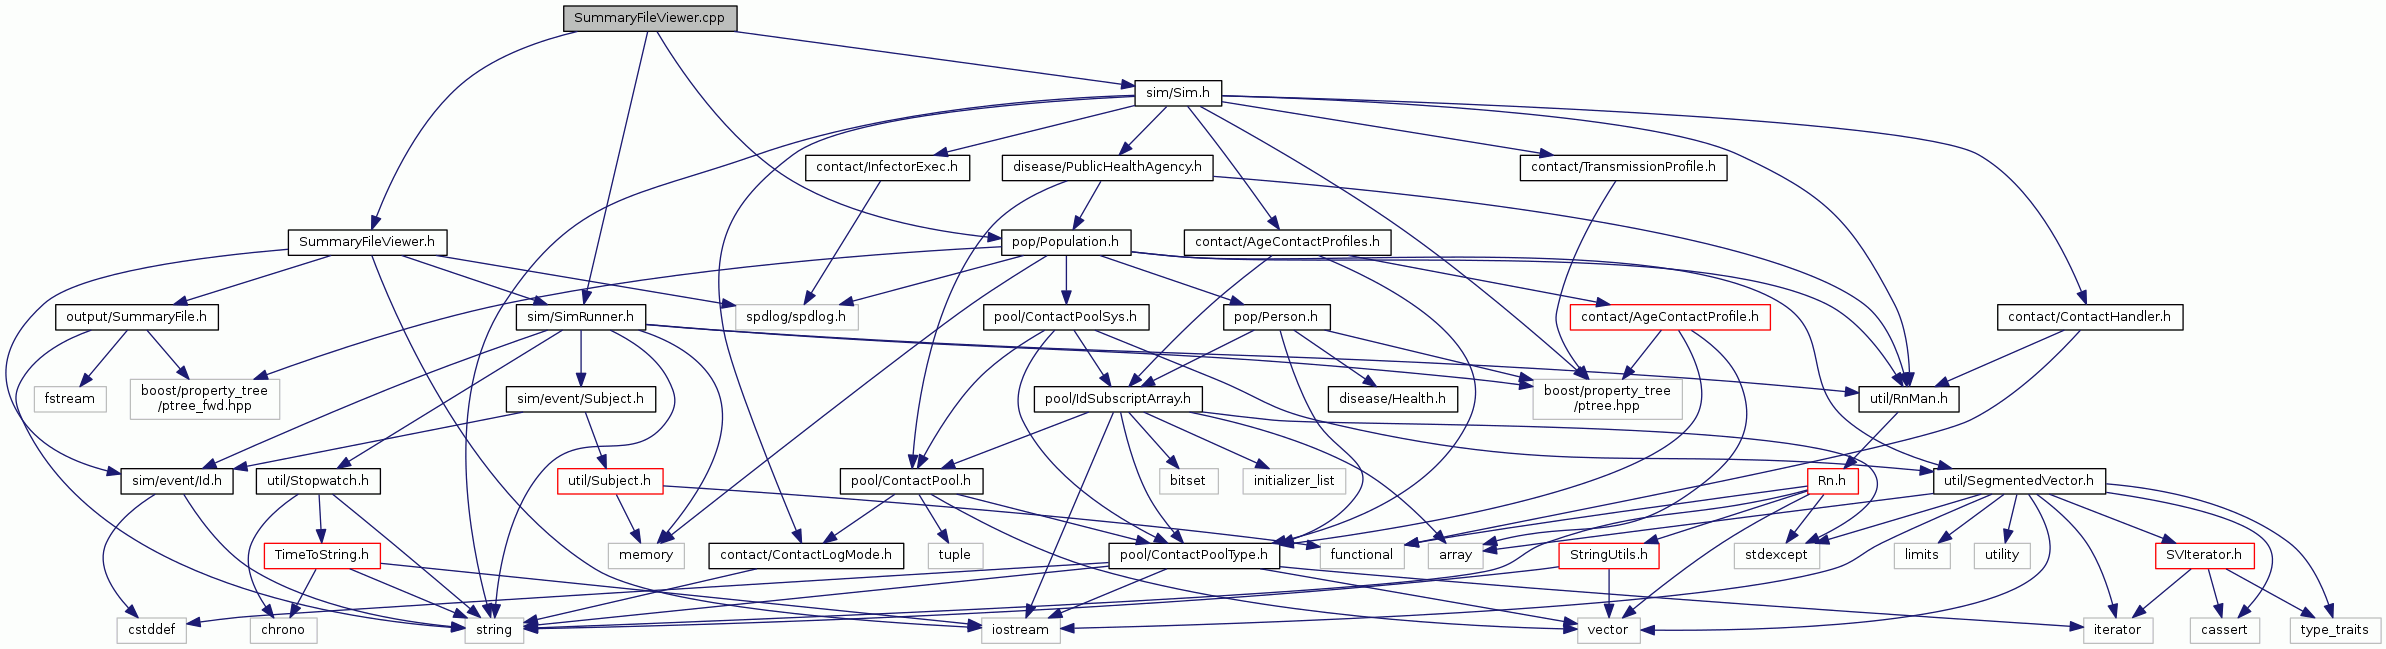 SummaryFileViewer.cpp
sim/Sim.h
contact/InfectorExec.h
disease/PublicHealthAgency.h
contact/TransmissionProfile.h
SummaryFileViewer.h
pop/Population.h
contact/AgeContactProfiles.h
output/SummaryFile.h
sim/SimRunner.h
spdlog/spdlog.h
pool/ContactPoolSys.h
pop/Person.h
contact/AgeContactProfile.h
contact/ContactHandler.h
fstream
boost/property_tree
/ptree_fwd.hpp
sim/event/Subject.h
pool/IdSubscriptArray.h
disease/Health.h
boost/property_tree
/ptree.hpp
util/RnMan.h
sim/event/Id.h
util/Stopwatch.h
util/Subject.h
pool/ContactPool.h
bitset
initializer_list
Rn.h
util/SegmentedVector.h
TimeToString.h
memory
contact/ContactLogMode.h
tuple
pool/ContactPoolType.h
functional
array
StringUtils.h
stdexcept
limits
utility
SVIterator.h
cstddef
chrono
string
iostream
vector
iterator
cassert
type_traits